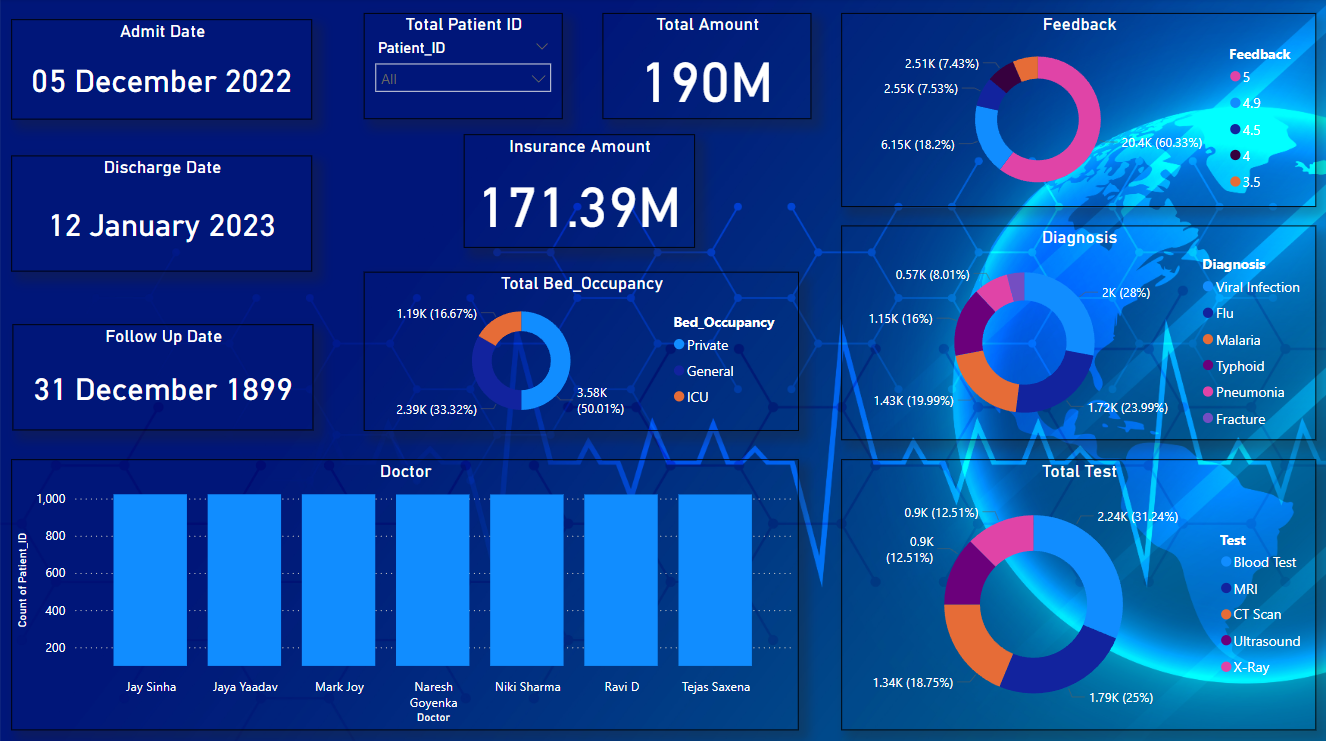 Admit Date
05 December 2022
Total Patient ID
Patient_ID
All
Total Amount
190M
Insurance Amount
171.39M
Discharge Date
12 January 2023
Follow Up Date
31 December 1899
Total Bed_Occupancy
1.19K (16.67%)
2.39K (33.32%)
3.58K
(50.01%)
Bed_Occupancy
Private
General
ICU
Feedback
2.51K (7.43%)
2.55K (7.53%)
6.15K (18.2%)
20.4K (60.33%)
Feedback
5
4.9
4.5
4
3.5
Diagnosis
0.57K (8.01%)
1.15K (16%)
1.43K (19.99%)
2K (28%)
1.72K (23.99%)
Diagnosis
Viral Infection
Flu
Malaria
Typhoid
Pneumonia
Fracture
Doctor
Count of Patient_ID
1,000
800
600
400
200
Jay Sinha
Jaya Yaadav
Mark Joy
Naresh
Goyenka
Niki Sharma
Ravi D
Tejas Saxena
Doctor
Total Test
0.9K (12.51%)
0.9K
(12.51%)
1.34K (18.75%)
2.24K (31.24%)
1.79K (25%)
Test
Blood Test
MRI
CT Scan
Ultrasound
X-Ray